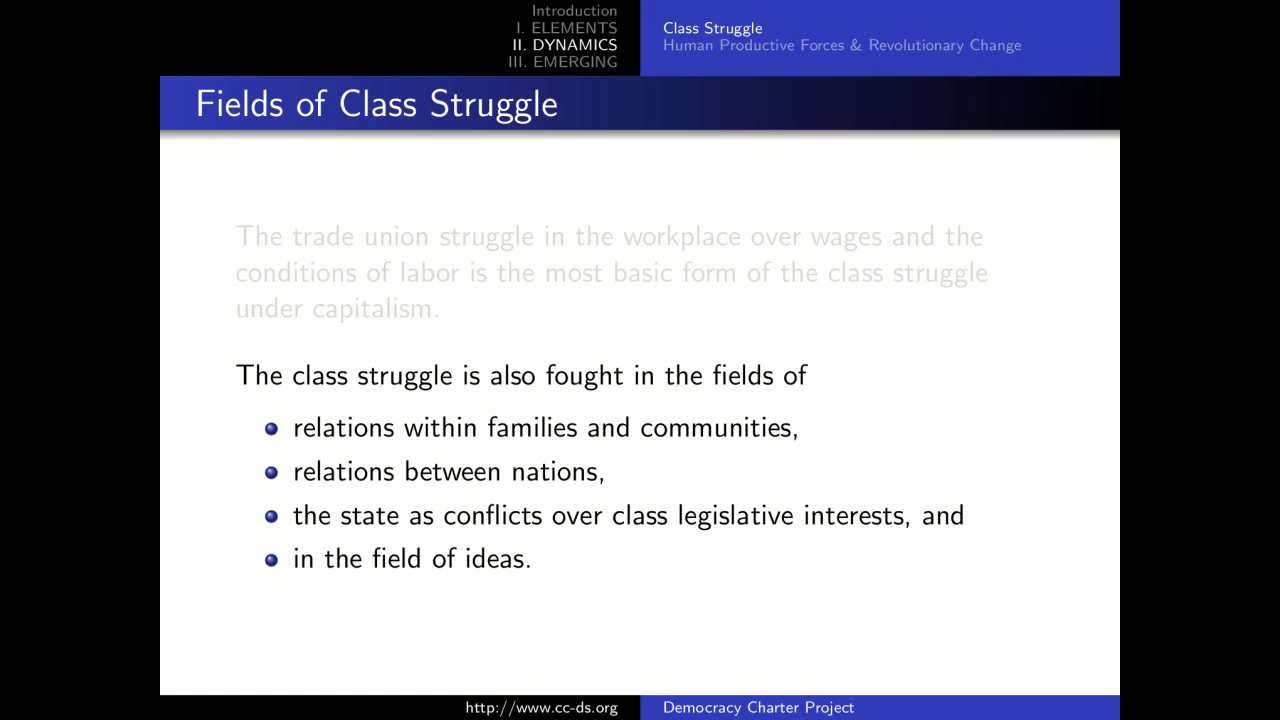 Introduction
I. ELEMENTS
II. DYNAMICS
III. EMERGING
Class Struggle
Human Productive Forces & Revolutionary Change
Fields of Class Struggle
The trade union struggle in the workplace over wages and the
conditions of labor is the most basic form of the class struggle
under capitalism.
The class struggle is also fought in the fields of
relations within families and communities,
relations between nations,
the state as conflicts over class legislative interests, and
in the field of ideas.
http://www.cc-ds.org
Democracy Charter Project